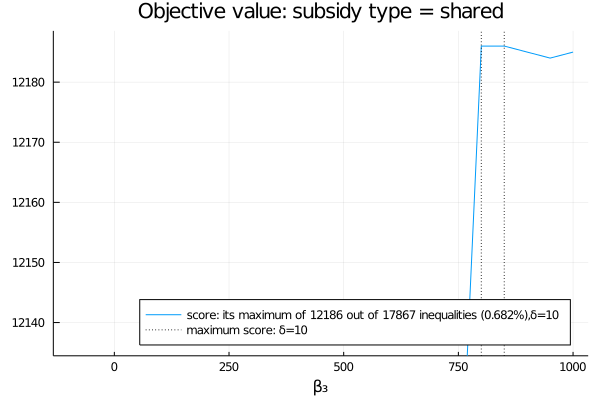 Objective value: subsidy type = shared
12180
12170
12160
12150
12140
score: its maximum of 12186 out of 17867 inequalities (0.682%),δ=10
maximum score: δ=10
0 250 500 750 1000
β₃